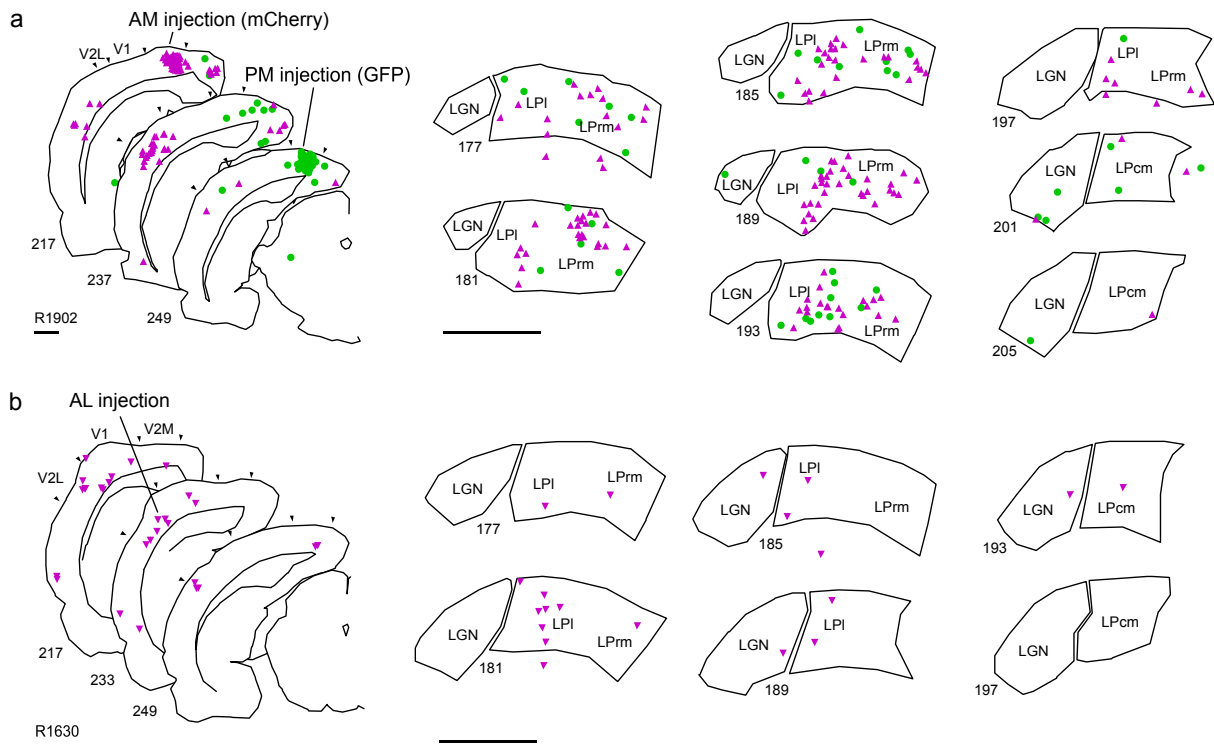 a
AM injection (mCherry)
V2L
V1
PM injection (GFP)
217
237
249
R1902
LGN
LPl
LPrm
177
LGN
LPl
LPrm
181
LGN
LPl
LPrm
185
LGN
LPl
LPrm
189
LGN
LPl
LPrm
193
LGN
LPl
LPrm
197
LGN
LPcm
201
LGN
LPcm
205
b
AL injection
V1
V2M
V2L
217
233
249
R1630
LGN
LPl
LPrm
177
LGN
LPl
LPrm
181
LGN
LPl
LPrm
185
LGN
LPl
189
LGN
LPcm
193
LGN
LPcm
197